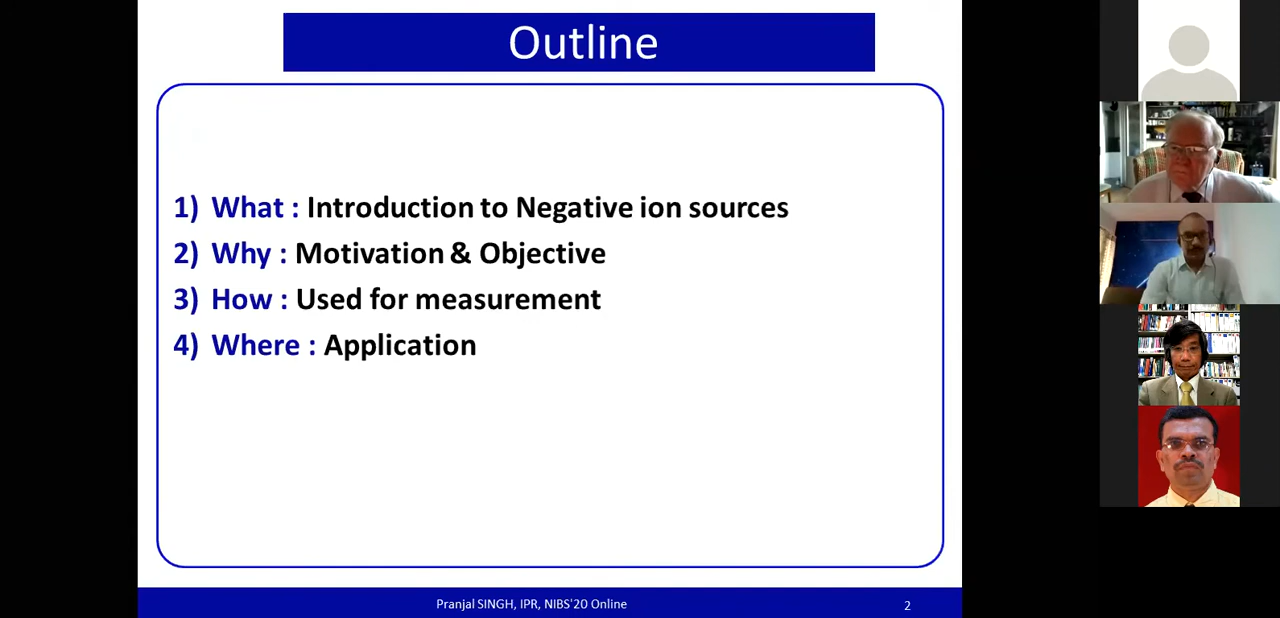 Outline
1) What : Introduction to Negative ion sources
2) Why : Motivation & Objective
3) How : Used for measurement
4) Where : Application
Pranjal SINGH, IPR, NIBS'20 Online
2